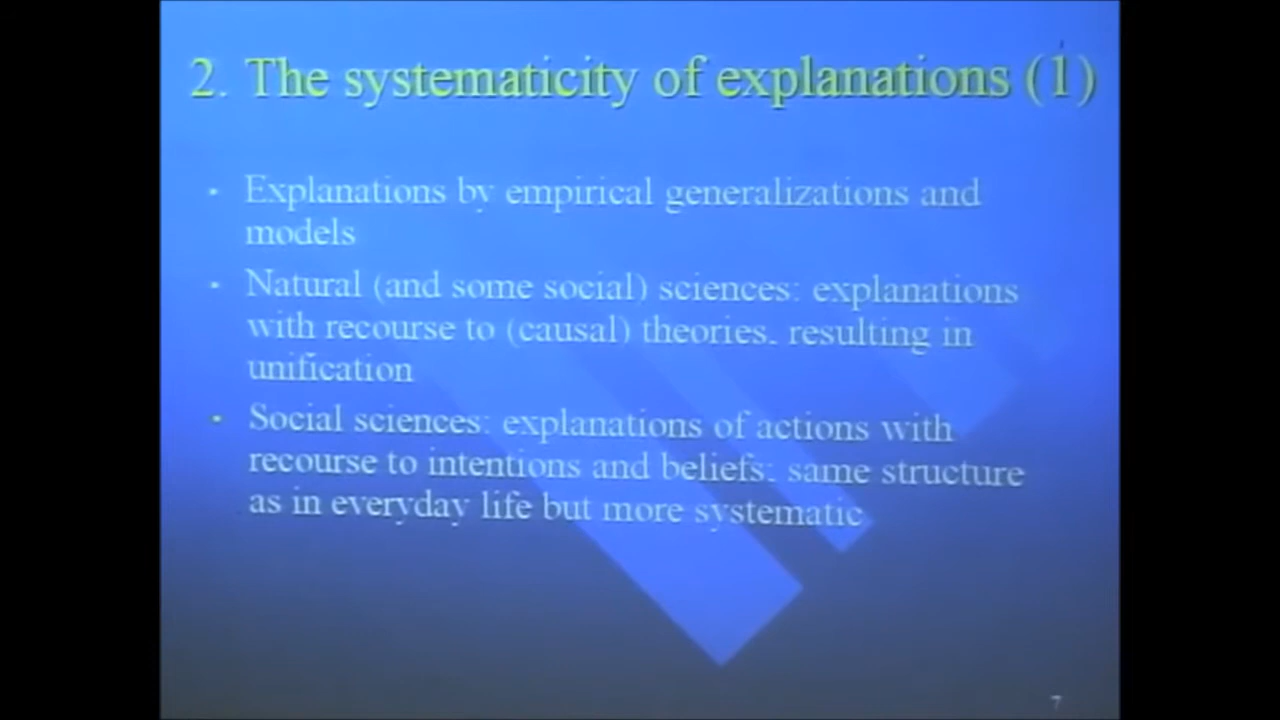 2. The systematicity of explanations (1)
Explanations by empirical generalizations and
models
Natural (and some social) sciences: explanations
with recourse to (causal) theories, resulting in
unification
Social sciences: explanations of actions with
recourse to intentions and beliefs: same structure
as in everyday life but more systematic
7